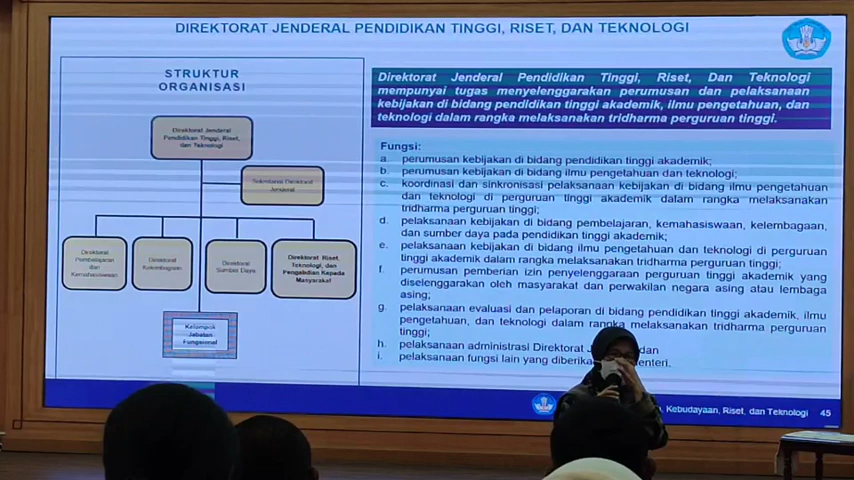 DIREKTORAT JENDERAL PENDIDIKAN TINGGI, RISET, DAN TEKNOLOGI
STRUKTUR
ORGANISASI
Direktorat Jenderal
Pendidikan Tinggi, Riset,
dan Teknologi
Sekretariat Direktorat
Jenderal
Direktorat
Pembelajaran
dan
Kemahasiswaan
Direktorat
Kelembagaan
Direktorat
Sumber Daya
Direktorat Riset,
Teknologi, dan
Pengabdian Kepada
Masyarakat
Kelompok
Jabatan
Fungsional
Direktorat Jenderal Pendidikan Tinggi, Riset, Dan Teknologi
mempunyai tugas menyelenggarakan perumusan dan pelaksanaan
kebijakan di bidang pendidikan tinggi akademik, ilmu pengetahuan, dan
teknologi dalam rangka melaksanakan tridharma perguruan tinggi.
Fungsi:
a. perumusan kebijakan di bidang pendidikan tinggi akademik;
b. perumusan kebijakan di bidang ilmu pengetahuan dan teknologi;
c. koordinasi dan sinkronisasi pelaksanaan kebijakan di bidang ilmu pengetahuan
dan teknologi di perguruan tinggi akademik dalam rangka melaksanakan
tridharma perguruan tinggi;
d. pelaksanaan kebijakan di bidang pembelajaran, kemahasiswaan, kelembagaan,
dan sumber daya pada pendidikan tinggi akademik;
e. pelaksanaan kebijakan di bidang ilmu pengetahuan dan teknologi di perguruan
tinggi akademik dalam rangka melaksanakan tridharma perguruan tinggi;
f. perumusan pemberian izin penyelenggaraan perguruan tinggi akademik yang
diselenggarakan oleh masyarakat dan perwakilan negara asing atau lembaga
asing;
g. pelaksanaan evaluasi dan pelaporan di bidang pendidikan tinggi akademik, ilmu
pengetahuan, dan teknologi dalam rangka melaksanakan tridharma perguruan
tinggi;
h. pelaksanaan administrasi Direktorat dan
i. pelaksanaan fungsi lain yang
Kebudayaan, Riset, dan Teknologi 45